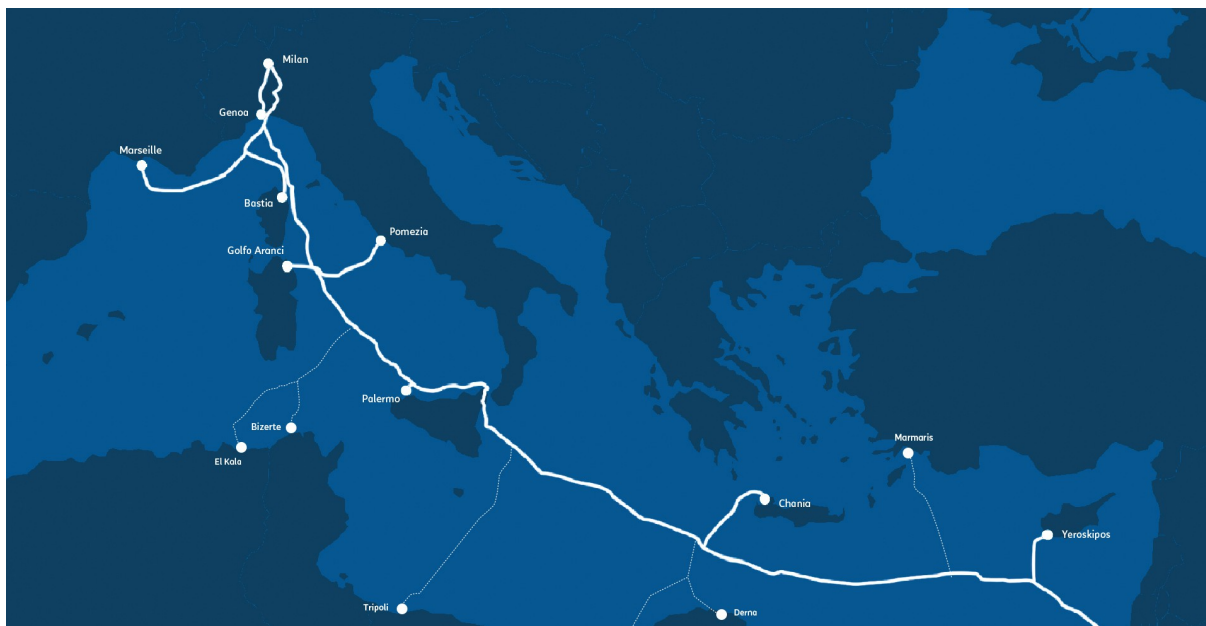 Milan
Genoa
Marseille
Bastia
Pomezia
Golfo Aranci
Palermo
Bizerte
El Kala
Marmaris
Chania
Yeroskipos
Tripoli
Derna